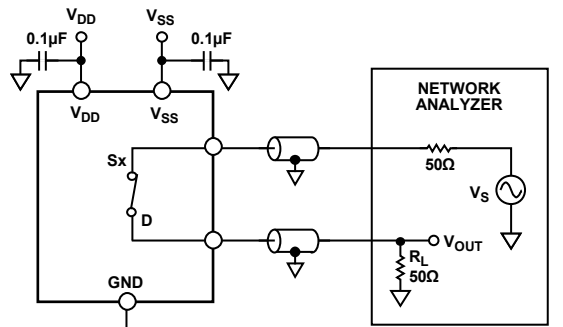 VDD
VSS
0.1µF
0.1µF
VDD
VSS
NETWORK
ANALYZER
Sx
50Ω
VS
D
VOUT
RL
50Ω
GND